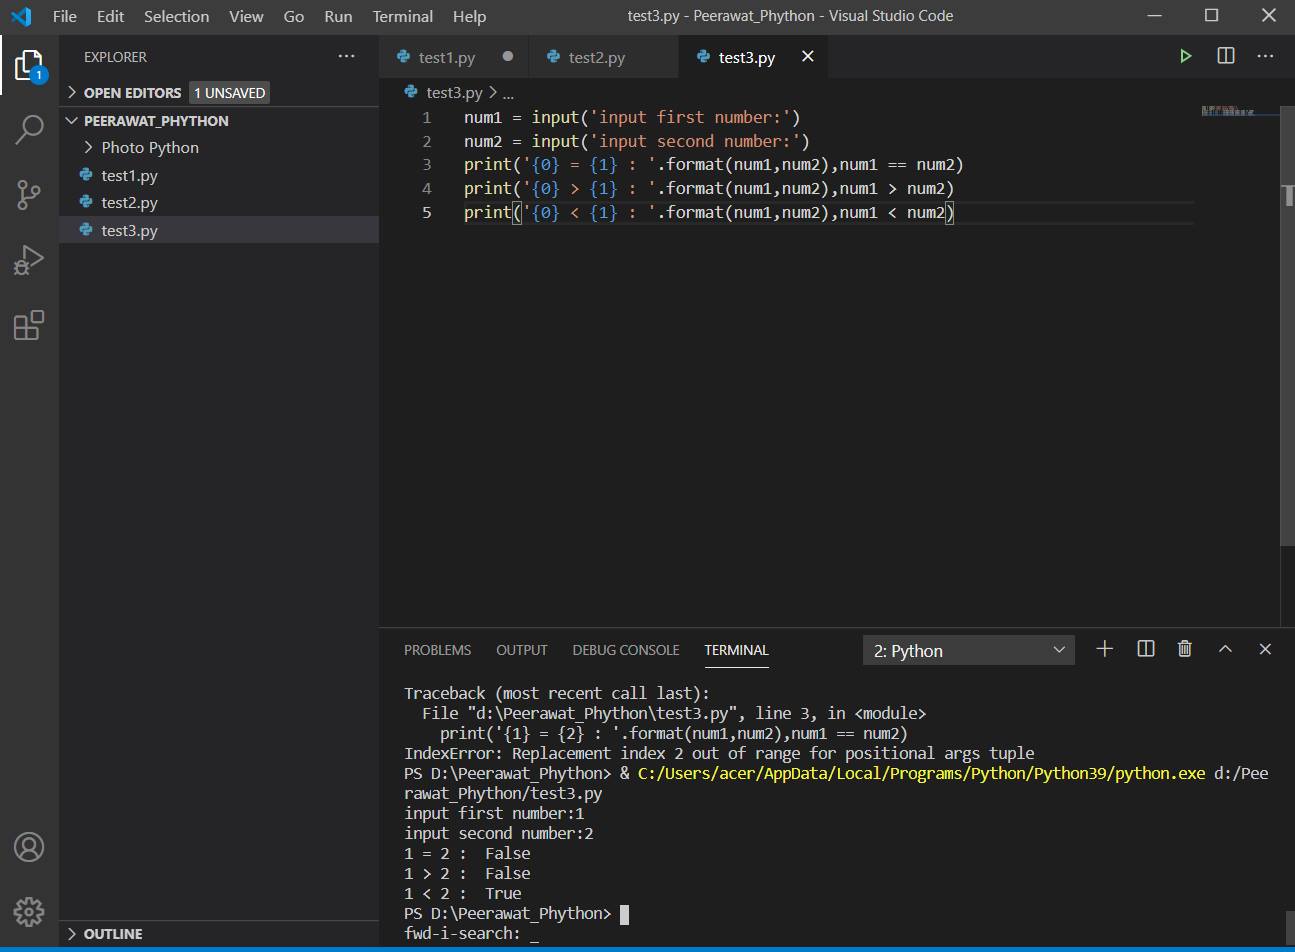 File Edit Selection View Go Run Terminal Help test3.py - Peerawat_Phython - Visual Studio Code
EXPLORER
1
OPEN EDITORS 1 UNSAVED
PEERAWAT_PHYTHON
Photo Python
test1.py
test2.py
test3.py
OUTLINE
test1.py test2.py test3.py
test3.py > ...
1 num1 = input('input first number:')
2 num2 = input('input second number:')
3 print('{0} = {1} : '.format(num1,num2),num1 == num2)
4 print('{0} > {1} : '.format(num1,num2),num1 > num2)
5 print('{0} < {1} : '.format(num1,num2),num1 < num2)
PROBLEMS OUTPUT DEBUG CONSOLE TERMINAL 2: Python
Traceback (most recent call last):
File "d:\Peerawat_Phython\test3.py", line 3, in <module>
print('{1} = {2} : '.format(num1,num2),num1 == num2)
IndexError: Replacement index 2 out of range for positional args tuple
PS D:\Peerawat_Phython> & C:/Users/acer/AppData/Local/Programs/Python/Python39/python.exe d:/Pee
rawat_Phython/test3.py
input first number:1
input second number:2
1 = 2 :  False
1 > 2 :  False
1 < 2 :  True
PS D:\Peerawat_Phython>
fwd-i-search: _